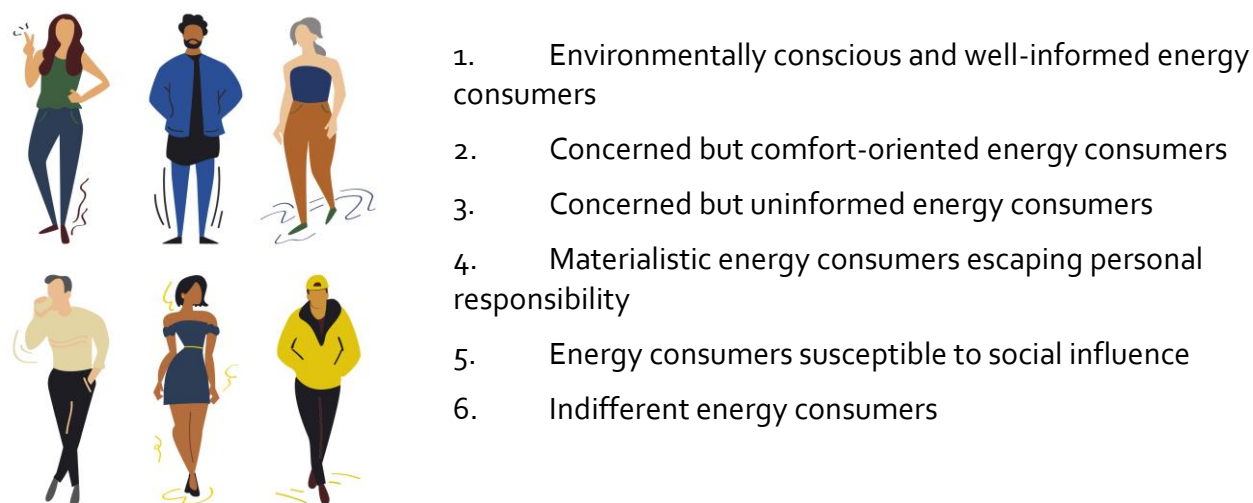 1. Environmentally conscious and well-informed energy
consumers
2. Concerned but comfort-oriented energy consumers
3. Concerned but uninformed energy consumers
4. Materialistic energy consumers escaping personal
responsibility
5. Energy consumers susceptible to social influence
6. Indifferent energy consumers